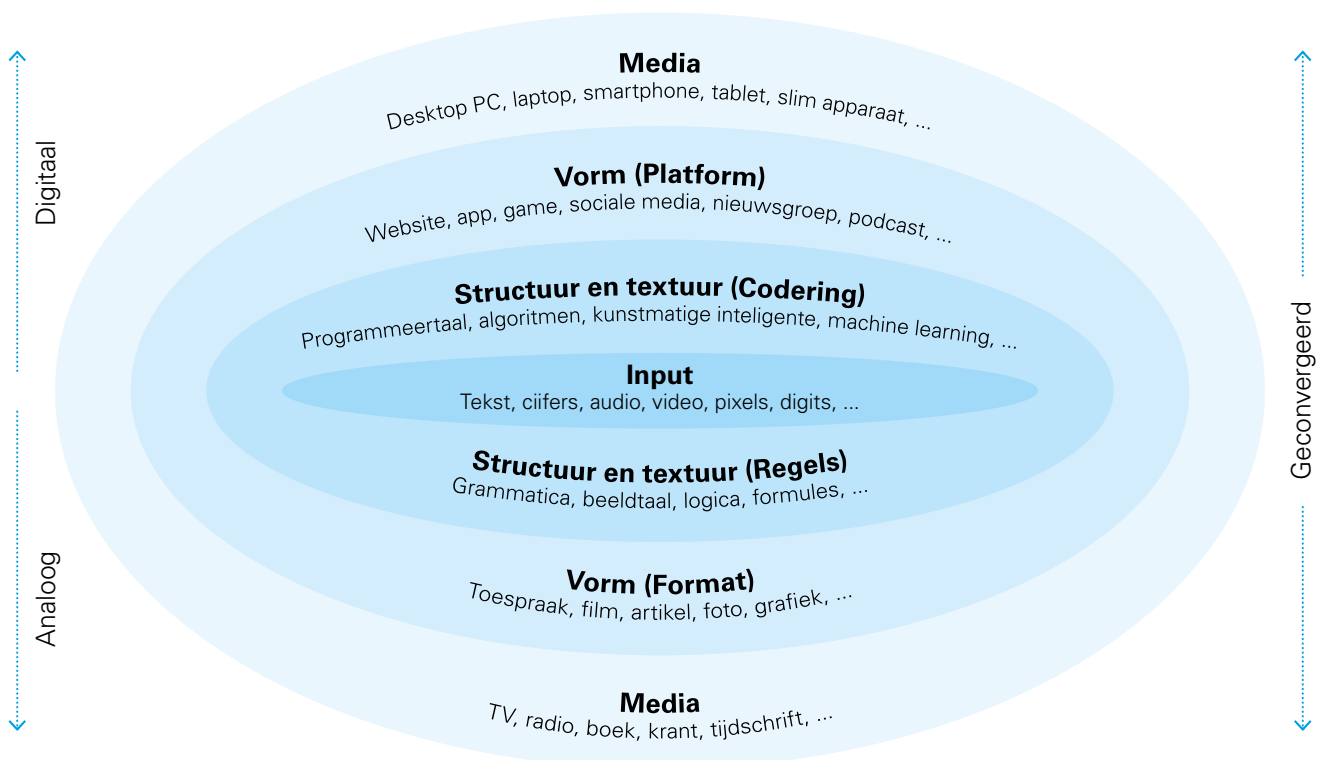 Media
Desktop PC, laptop, smartphone, tablet, slim apparaat, ...
Vorm (Platform)
Website, app, game, sociale media, nieuwsgroep, podcast, ...
Structuur en textuur (Codering)
Programmeertaal, algoritmen, kunstmatige inteligente, machine learning, ...
Input
Tekst, ciifers, audio, video, pixels, digits, ...
Structuur en textuur (Regels)
Grammatica, beeldtaal, logica, formules, ...
Vorm (Format)
Toespraak, film, artikel, foto, grafiek, ...
Media
TV, radio, boek, krant, tijdschrift, ...
Digitaal
Analoog
Geconvergeerd